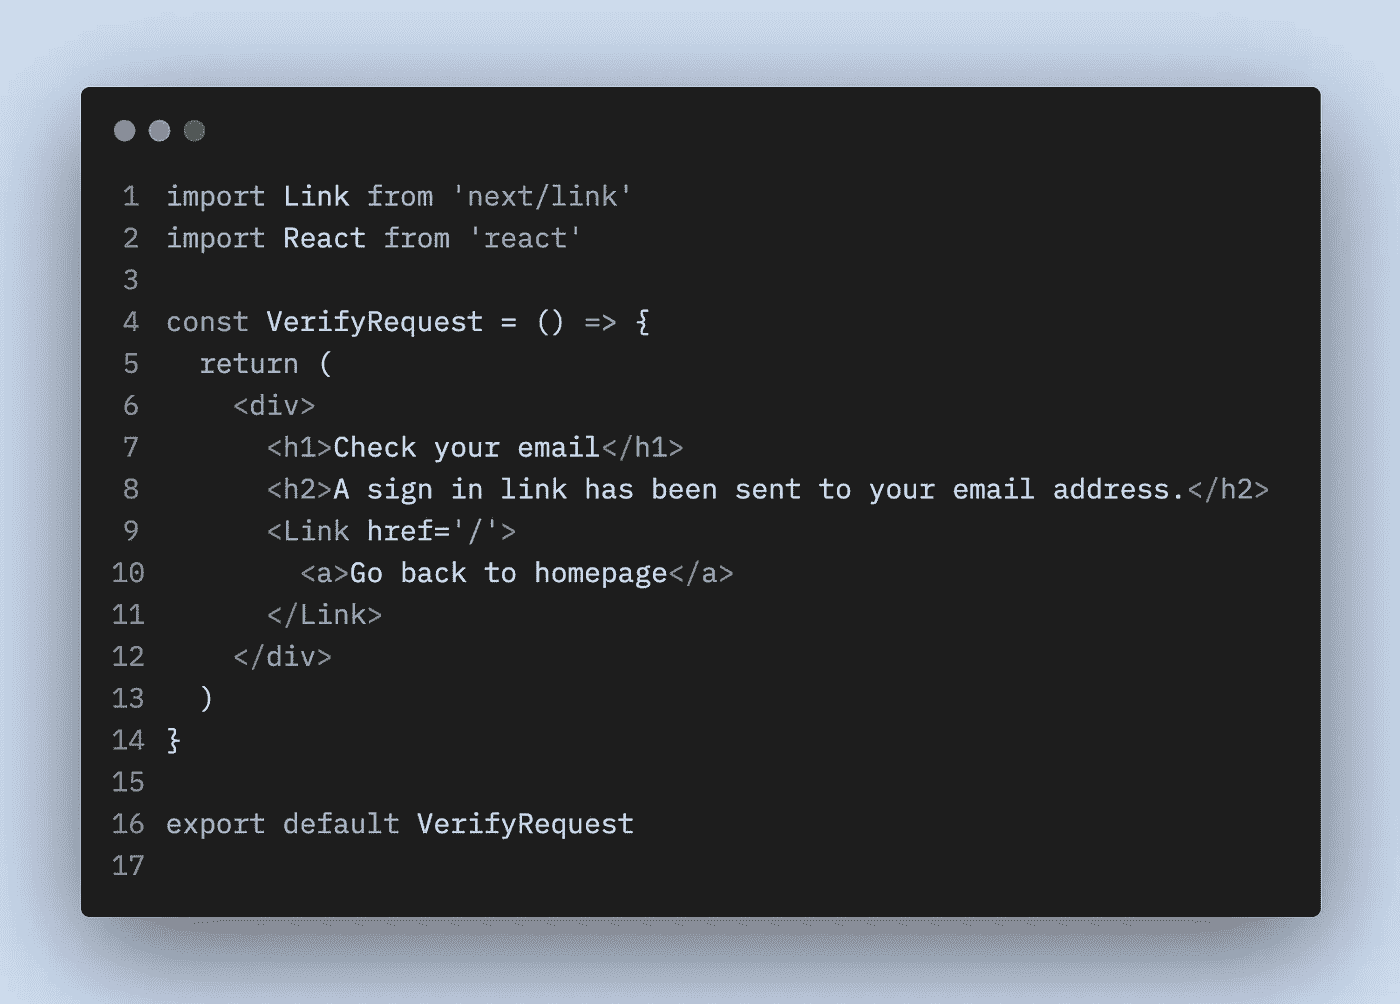 1 import Link from 'next/link'
2 import React from 'react'
3
4 const VerifyRequest = () => {
5   return (
6     <div>
7       <h1>Check your email</h1>
8       <h2>A sign in link has been sent to your email address.</h2>
9       <Link href='/'>
10         <a>Go back to homepage</a>
11       </Link>
12     </div>
13   )
14 }
15
16 export default VerifyRequest
17